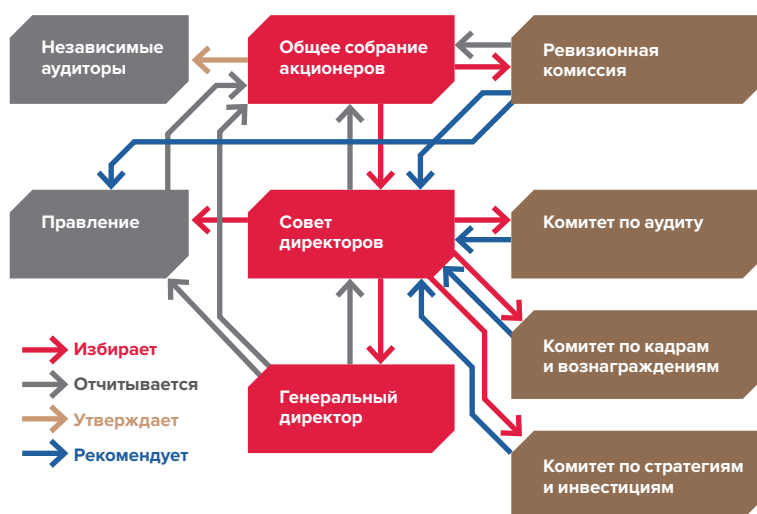 Независимые
аудиторы
Общее собрание
акционеров
Ревизионная
комиссия
Правление
Совет
директоров
Комитет по аудиту
Комитет по кадрам
и вознаграждениям
Генеральный
директор
Комитет по стратегиям
и инвестициям
Избирает
Отчитывается
Утверждает
Рекомендует